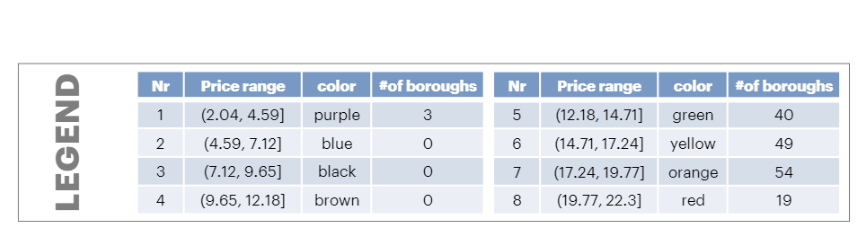 LEGEND
Nr Price range color #of boroughs Nr Price range color #of boroughs
1 (2.04, 4.59] purple 3 5 (12.18, 14.71] green 40
2 (4.59, 7.12] blue 0 6 (14.71, 17.24] yellow 49
3 (7.12, 9.65] black 0 7 (17.24, 19.77] orange 54
4 (9.65, 12.18] brown 0 8 (19.77, 22.3] red 19